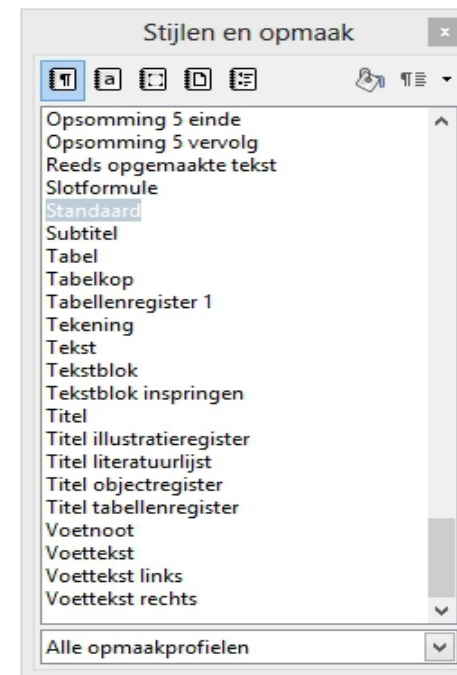 Stijlen en opmaak
Opsomming 5 einde
Opsomming 5 vervolg
Reeds opgemaakte tekst
Slotformule
Standaard
Subtitel
Tabel
Tabelkop
Tabellenregister 1
Tekening
Tekst
Tekstblok
Tekstblok inspringen
Titel
Titel illustratieregister
Titel literatuurlijst
Titel objectregister
Titel tabellenregister
Voetnoot
Voettekst
Voettekst links
Voettekst rechts
Alle opmaakprofielen